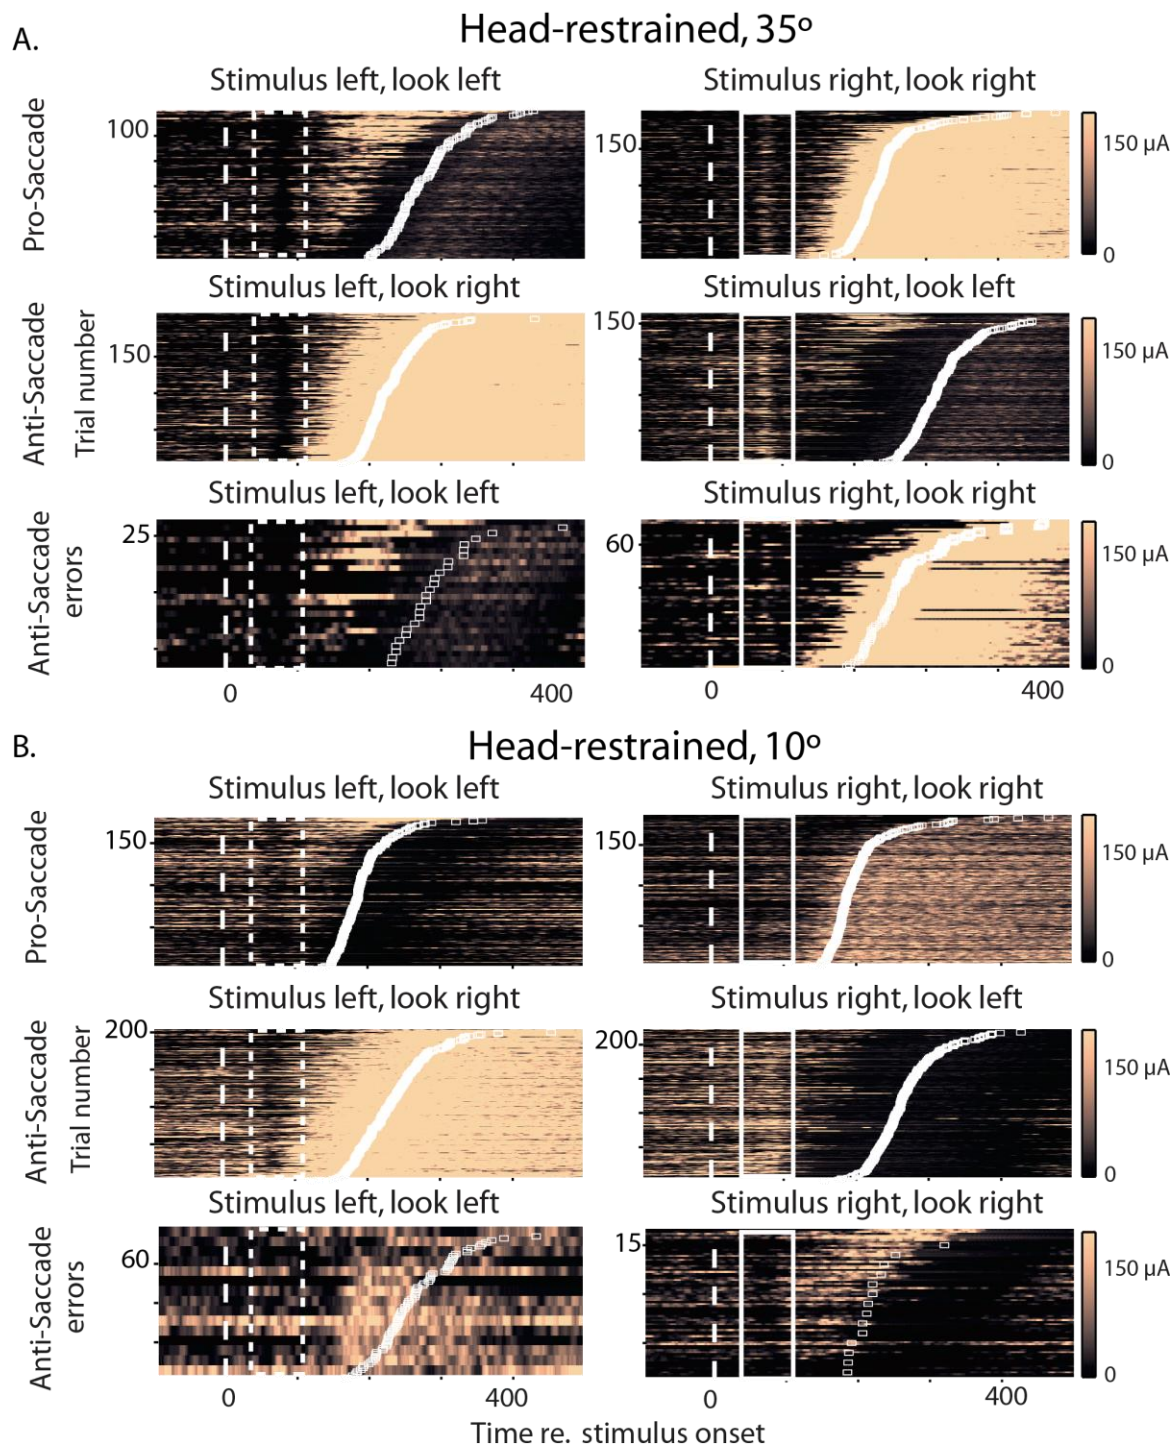 A.
Head-restrained, 35º
Stimulus left, look left
Stimulus right, look right
Pro-Saccade
100
150
150 µA
0
Stimulus left, look right
Stimulus right, look left
Anti-Saccade
Trial number
150
150
150 µA
0
Stimulus left, look left
Stimulus right, look right
Anti-Saccade
errors
25
60
150 µA
0
0
400
0
400
B.
Head-restrained, 10º
Stimulus left, look left
Stimulus right, look right
Pro-Saccade
150
150
150 µA
0
Stimulus left, look right
Stimulus right, look left
Anti-Saccade
Trial number
200
200
150 µA
0
Stimulus left, look left
Stimulus right, look right
Anti-Saccade
errors
60
15
150 µA
0
0
400
0
400
Time re. stimulus onset